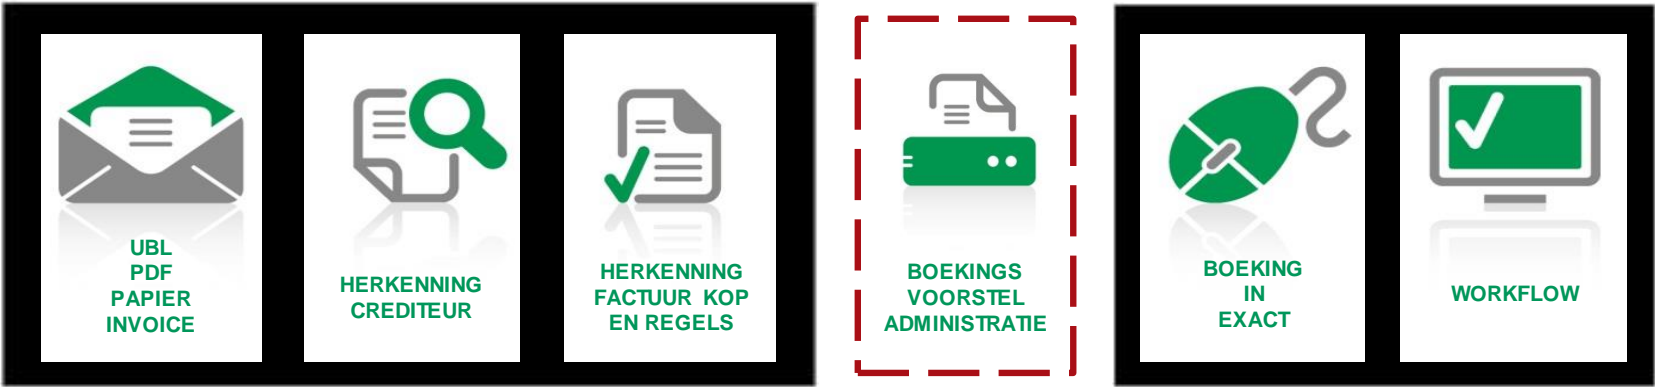 UBL
PDF
PAPIER
INVOICE
HERKENNING
CREDITEUR
HERKENNING
FACTUUR KOP
EN REGELS
BOEKINGS
VOORSTEL
ADMINISTRATIE
BOEKING
IN
EXACT
WORKFLOW